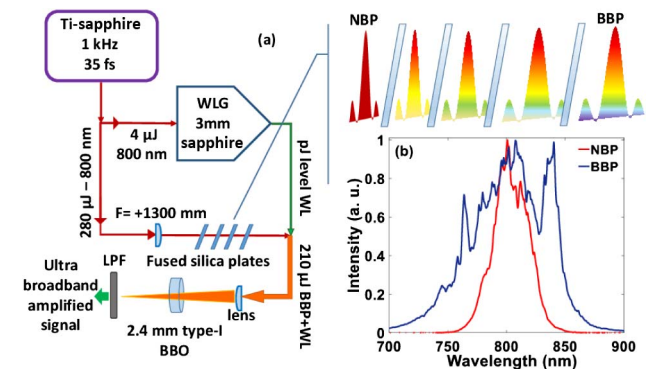 Ti-sapphire
1 kHz
35 fs
(a)
WLG
3mm
sapphire
4 µJ
800 nm
280 µJ – 800 nm
pJ level WL
F= +1300 mm
Fused silica plates
210 µJ BBP+WL
Ultra
broadband
amplified
signal
LPF
lens
2.4 mm type-I
BBO
NBP
BBP
(b)
NBP
BBP
Intensity (a. u.)
1
0.8
0.6
0.4
0.2
0
700
800
900
Wavelength (nm)